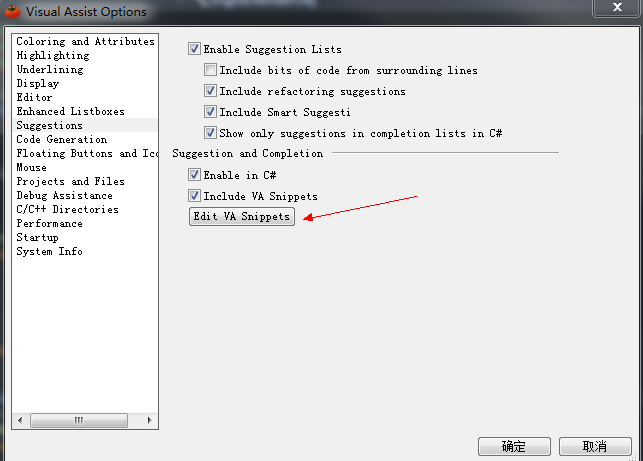 Visual Assist Options
Coloring and Attributes
Highlighting
Underlining
Display
Editor
Enhanced Listboxes
Suggestions
Code Generation
Floating Buttons and Ico
Mouse
Projects and Files
Debug Assistance
C/C++ Directories
Performance
Startup
System Info
Enable Suggestion Lists
Include bits of code from surrounding lines
Include refactoring suggestions
Include Smart Suggesti
Show only suggestions in completion lists in C#
Suggestion and Completion
Enable in C#
Include VA Snippets
Edit VA Snippets
确定
取消